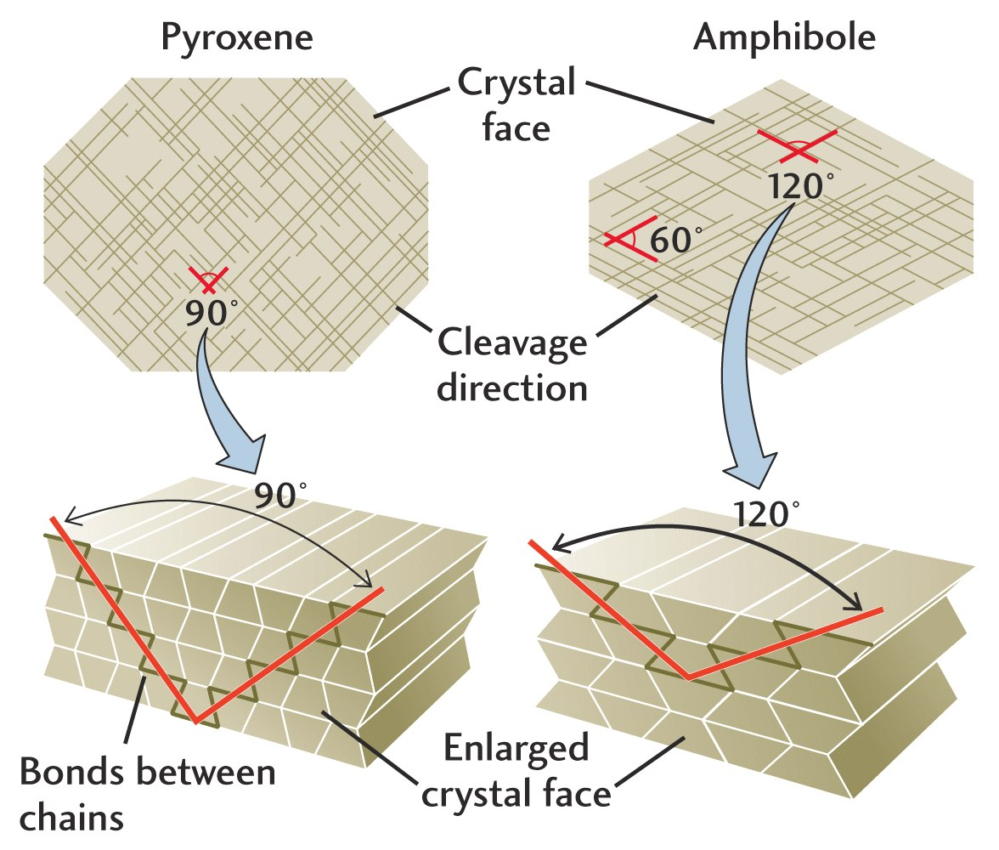 Pyroxene
Amphibole
Crystal
face
120°
60°
90°
Cleavage
direction
90°
120°
Bonds between
chains
Enlarged
crystal face